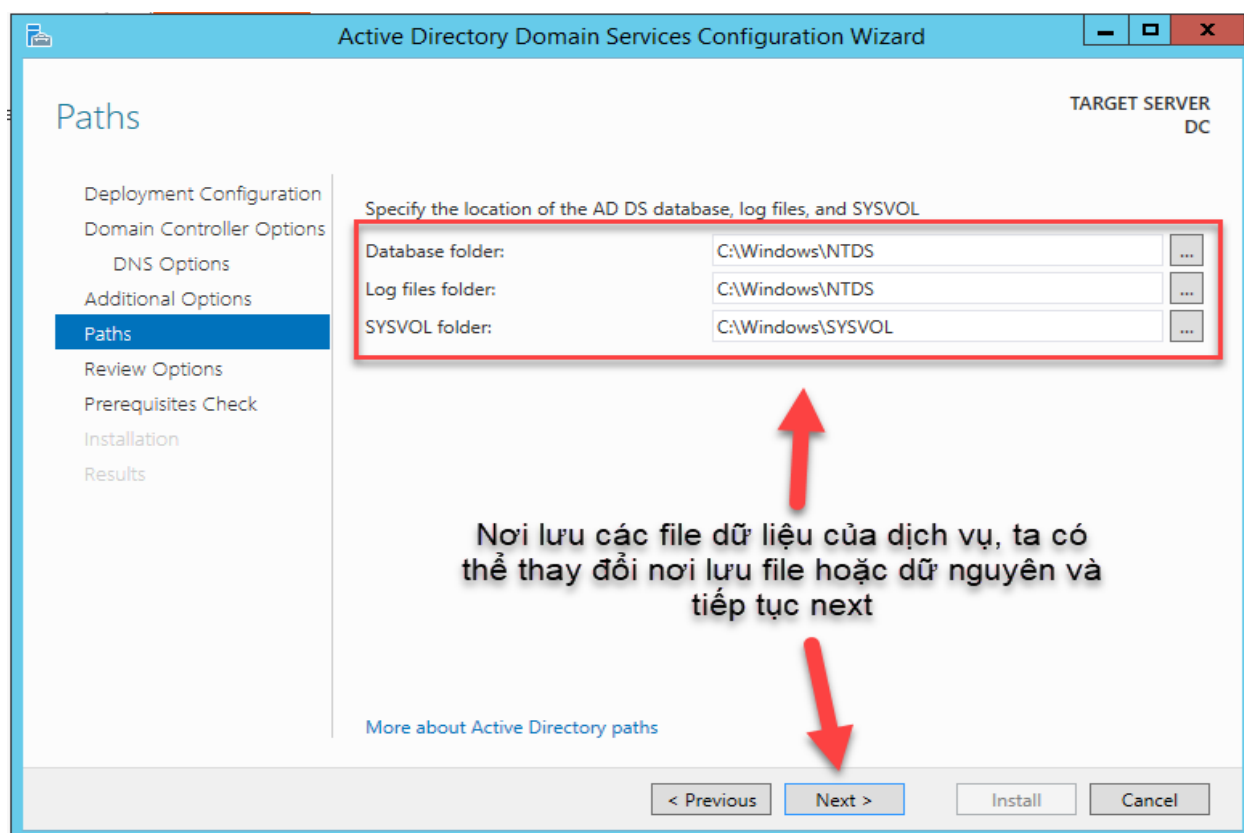 Active Directory Domain Services Configuration Wizard
Paths
TARGET SERVER
DC
Deployment Configuration
Domain Controller Options
DNS Options
Additional Options
Paths
Review Options
Prerequisites Check
Installation
Results
Specify the location of the AD DS database, log files, and SYSVOL
Database folder: C:\Windows\NTDS ...
Log files folder: C:\Windows\NTDS ...
SYSVOL folder: C:\Windows\SYSVOL ...
Nơi lưu các file dữ liệu của dịch vụ, ta có
thể thay đổi nơi lưu file hoặc dữ nguyên và
tiếp tục next
More about Active Directory paths
< Previous Next > Install Cancel